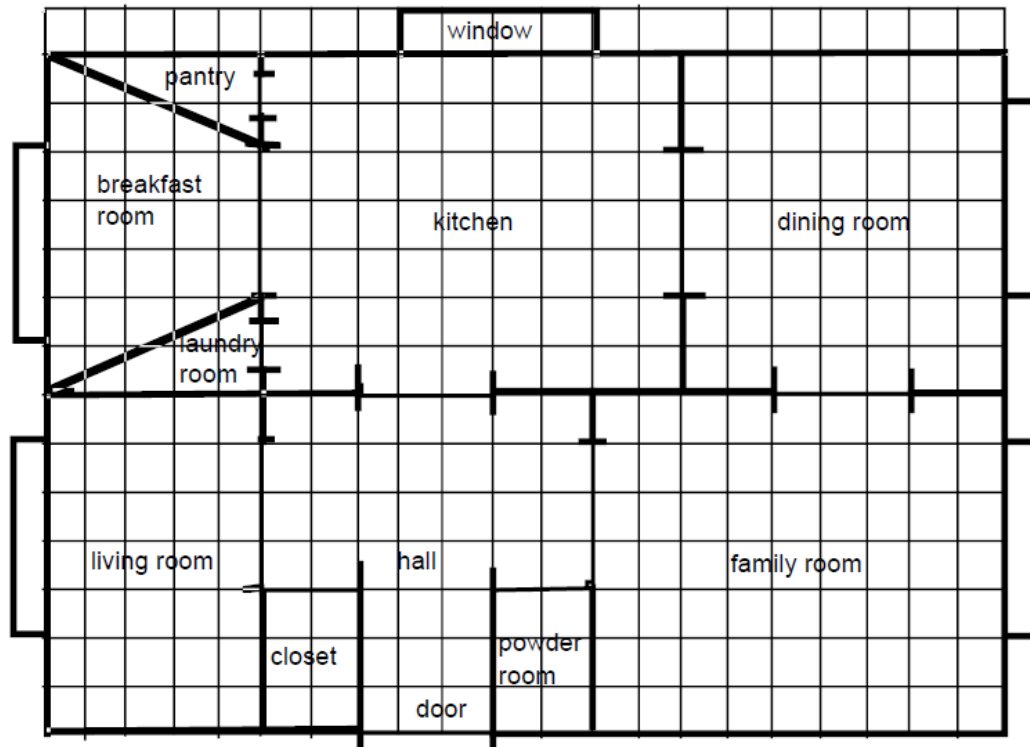 window
pantry
breakfast
room
kitchen
dining room
laundry
room
living room
hall
family room
closet
powder
room
door